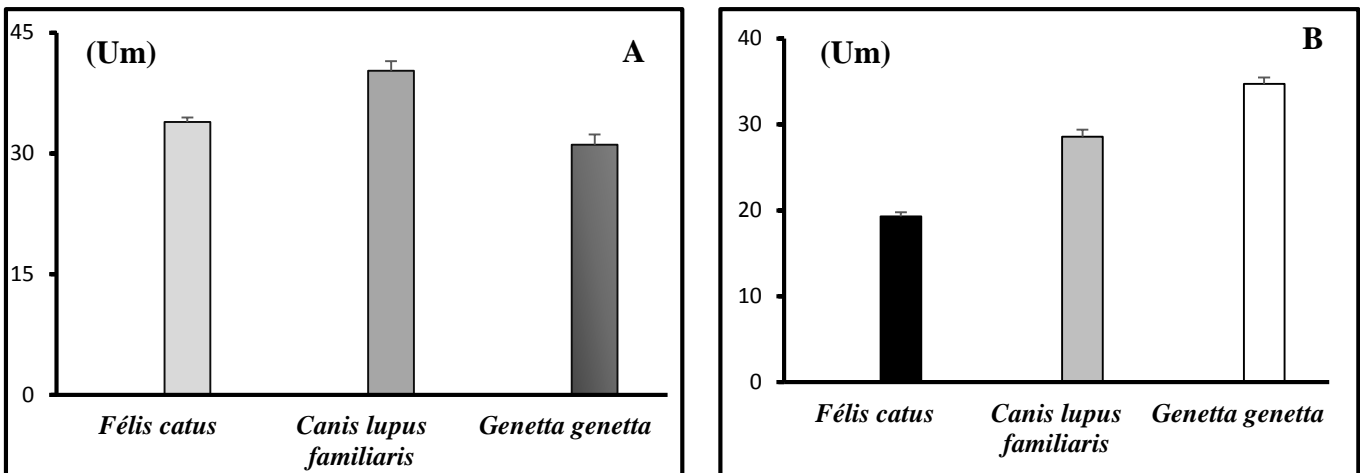 45
(Um)
A
30
15
0
Félis catus
Canis lupus
familiaris
Genetta genetta
40
(Um)
B
30
20
10
0
Félis catus
Canis lupus
familiaris
Genetta genetta